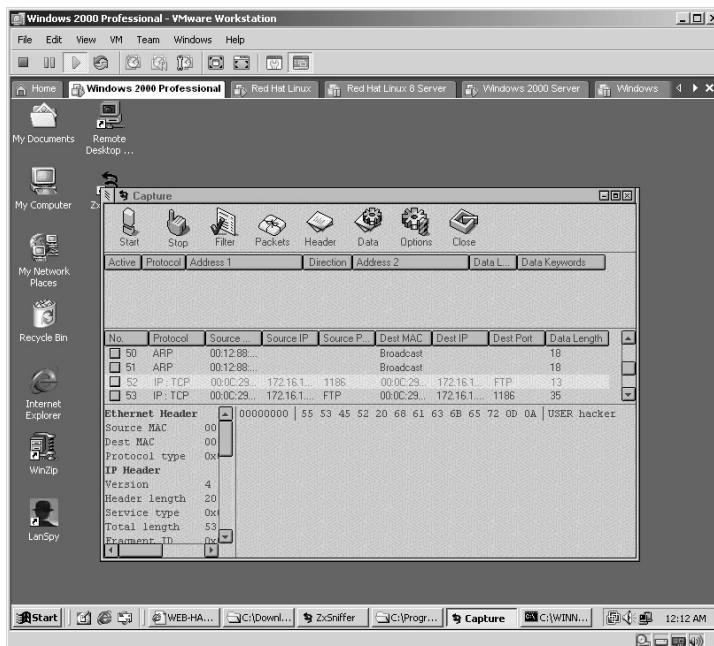 Windows 2000 Professional - VMware Workstation
File Edit View VM Team Windows Help
Home Windows 2000 Professional Red Hat Linux Red Hat Linux 8 Server Windows 2000 Server Windows
My Documents
Remote Desktop ...
My Computer
Zx
My Network Places
Recycle Bin
Internet Explorer
WinZip
LanSpy
Capture
Start Stop Filter Packets Header Data Options Close
Active Protocol Address 1 Direction Address 2 Data L... Data Keywords
No. Protocol Source ... Source IP Source P... Dest MAC Dest IP Dest Port Data Length
50 ARP 00:12:88:... Broadcast 18
51 ARP 00:12:88:... Broadcast 18
52 IP : TCP 00:0C:29... 172.16.1... 1186 00:0C:29... 172.16.1... FTP 13
53 IP : TCP 00:0C:29... 172.16.1... FTP 00:0C:29... 172.16.1... 1186 35
Ethernet Header
Source MAC 00
Dest MAC 00
Protocol type 0x
IP Header
Version 4
Header length 20
Service type 0x
Total length 53
Fragment ID 0x
00000000 | 55 53 45 52 20 68 61 63 6B 65 72 0D 0A | USER hacker
Start WEB-HA... C:\Downl... ZxSniffer C:\Progr... Capture C:\WINN... 12:12 AM